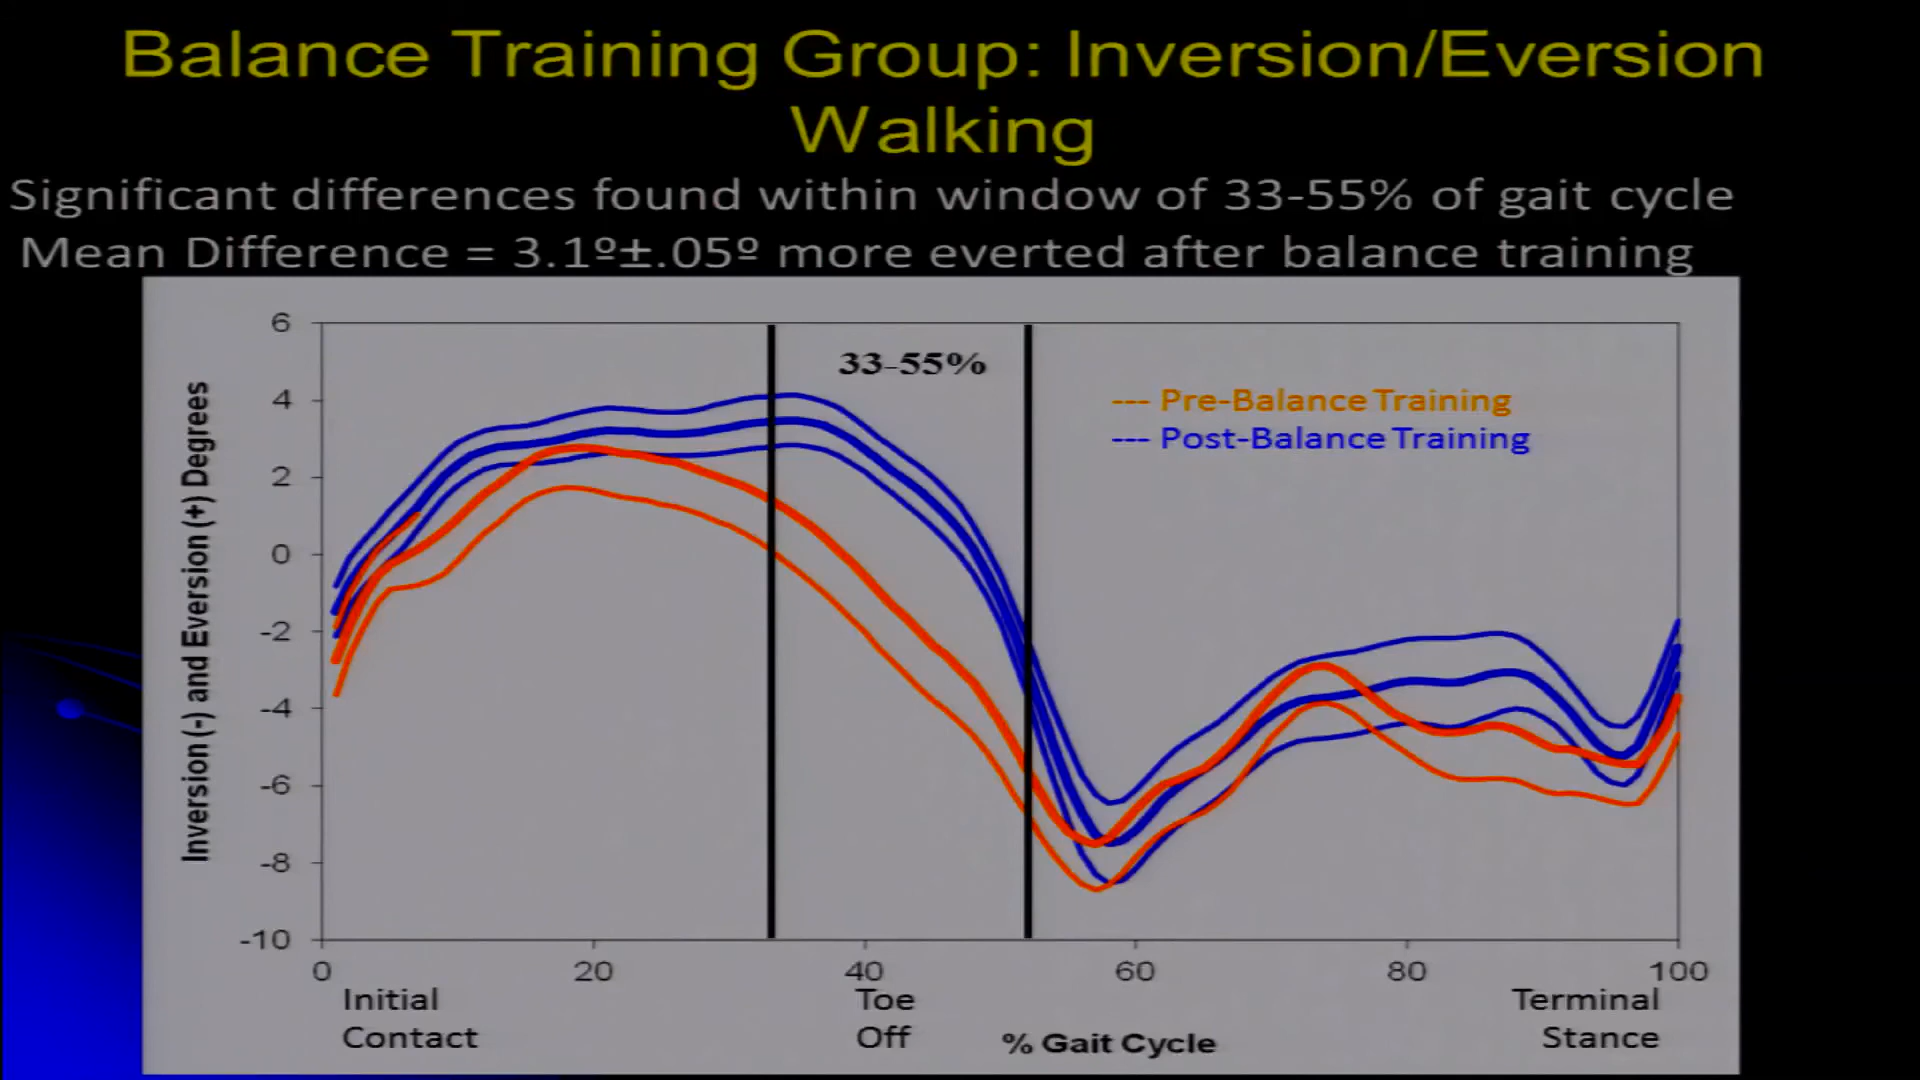 Balance Training Group: Inversion/Eversion
Walking
Significant differences found within window of 33-55% of gait cycle
Mean Difference = 3.1º±.05º more everted after balance training
6
4
2
0
-2
-4
-6
-8
-10
Inversion (-) and Eversion (+) Degrees
33-55%
--- Pre-Balance Training
--- Post-Balance Training
0 20 40 60 80 100
Initial Toe Terminal
Contact Off Stance
% Gait Cycle